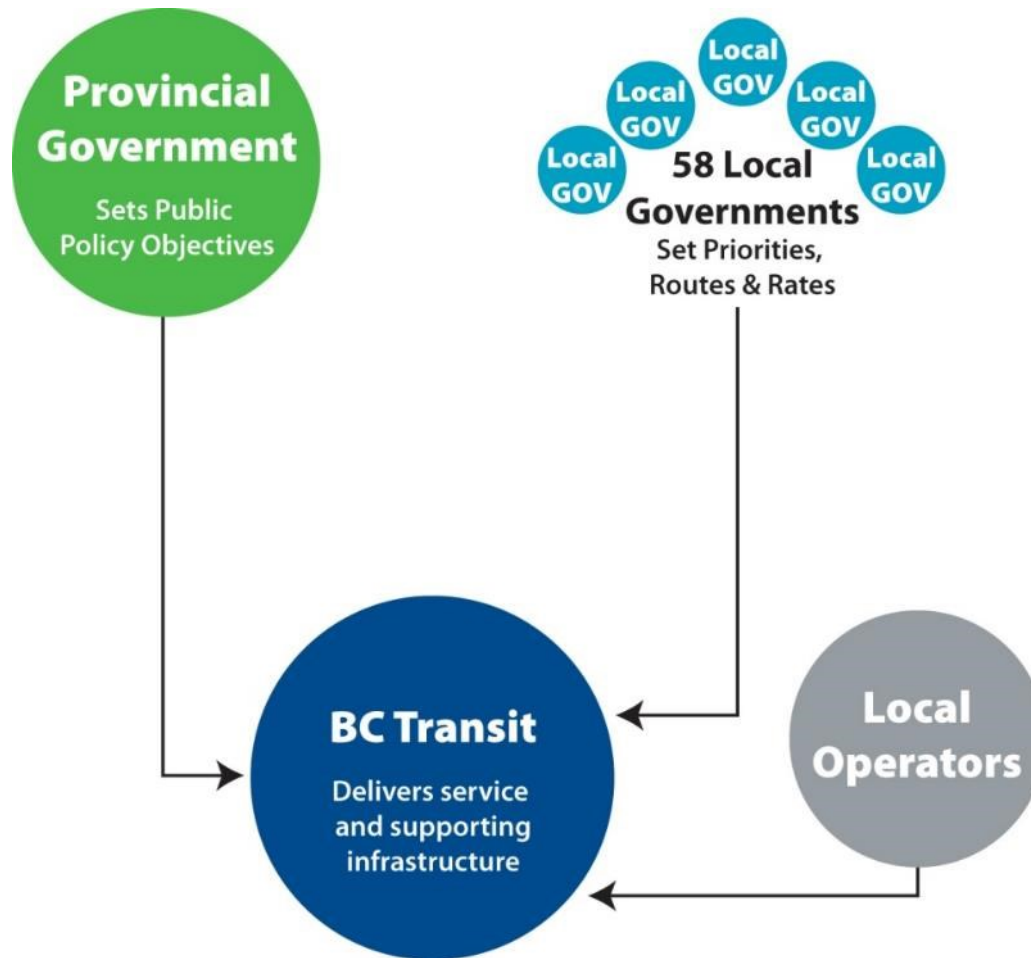 Provincial
Government
Sets Public
Policy Objectives
Local
GOV
Local
GOV
Local
GOV
Local
GOV
Local
GOV
58 Local
Governments
Set Priorities,
Routes & Rates
BC Transit
Delivers service
and supporting
infrastructure
Local
Operators